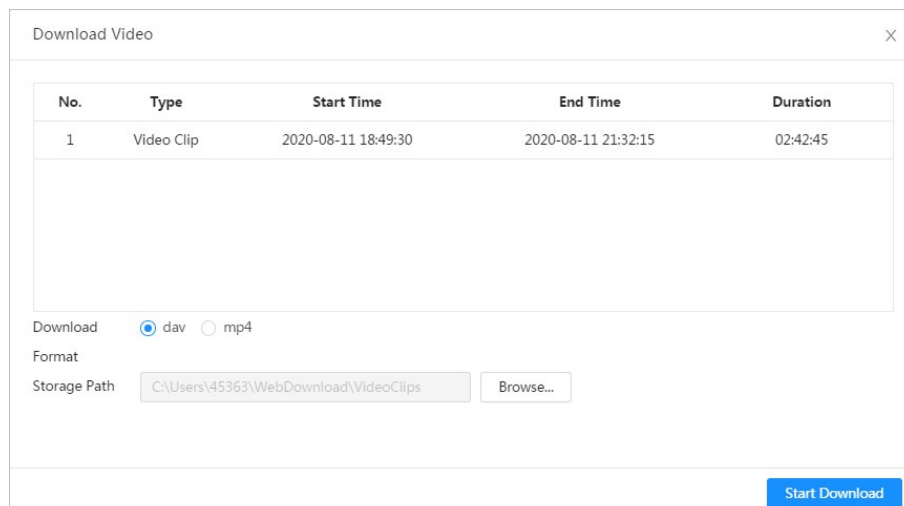 Download Video
No. Type Start Time End Time Duration
1 Video Clip 2020-08-11 18:49:30 2020-08-11 21:32:15 02:42:45
Download dav mp4
Format
Storage Path C:\Users\45363\WebDownload\VideoClips Browse...
Start Download